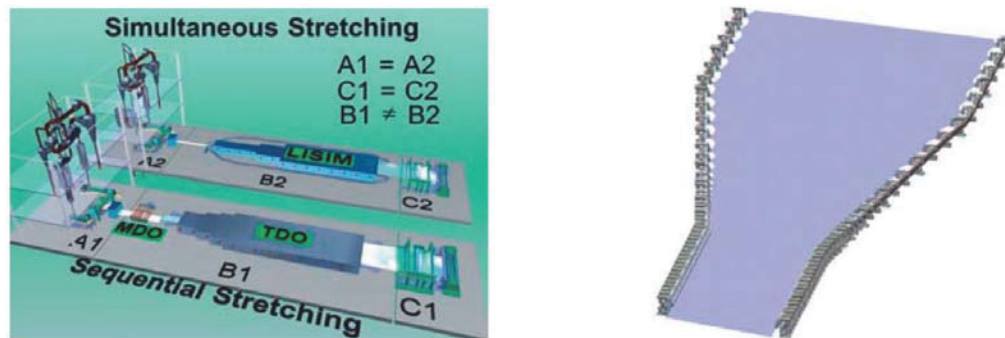 Simultaneous Stretching
A1 = A2
C1 = C2
B1 ≠ B2
LISIM
A2
B2
C2
MDO
TDO
A1
B1
C1
Sequential Stretching